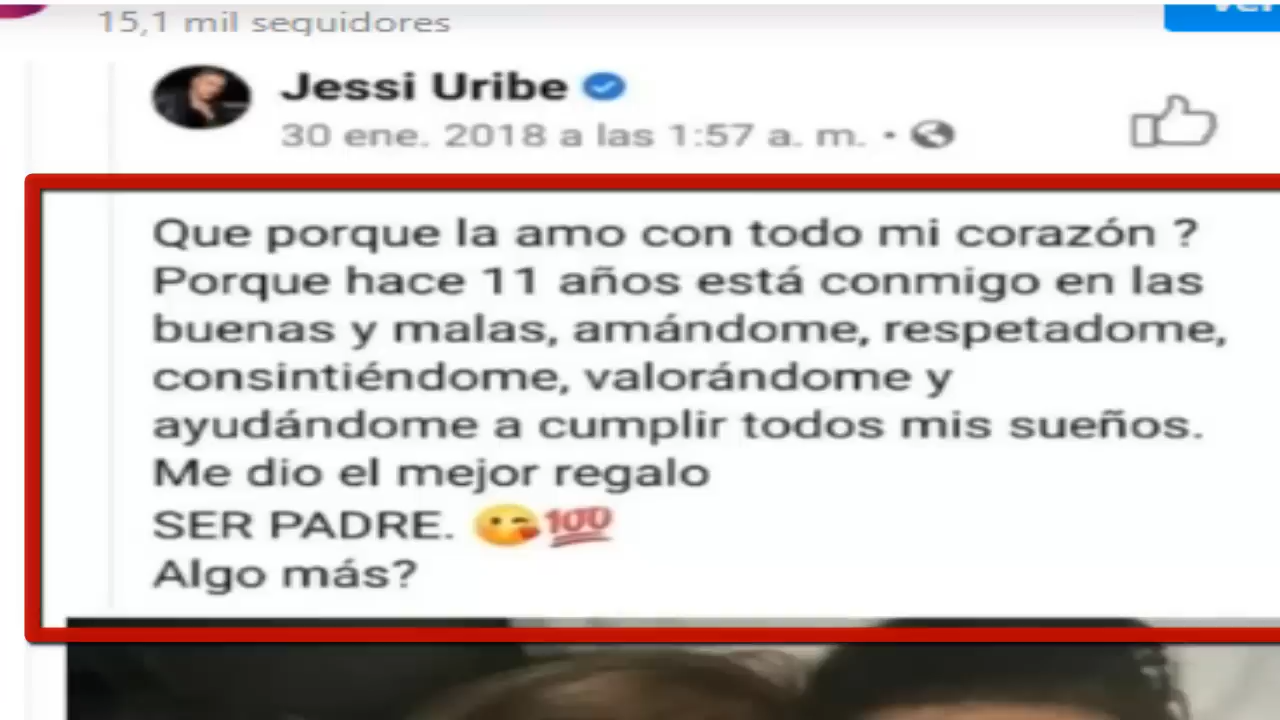 15,1 mil seguidores
Jessi Uribe
30 ene. 2018 a las 1:57 a. m. ·
Que porque la amo con todo mi corazón ?
Porque hace 11 años está conmigo en las
buenas y malas, amándome, respetadome,
consintiéndome, valorándome y
ayudándome a cumplir todos mis sueños.
Me dio el mejor regalo
SER PADRE. 😘💯
Algo más?